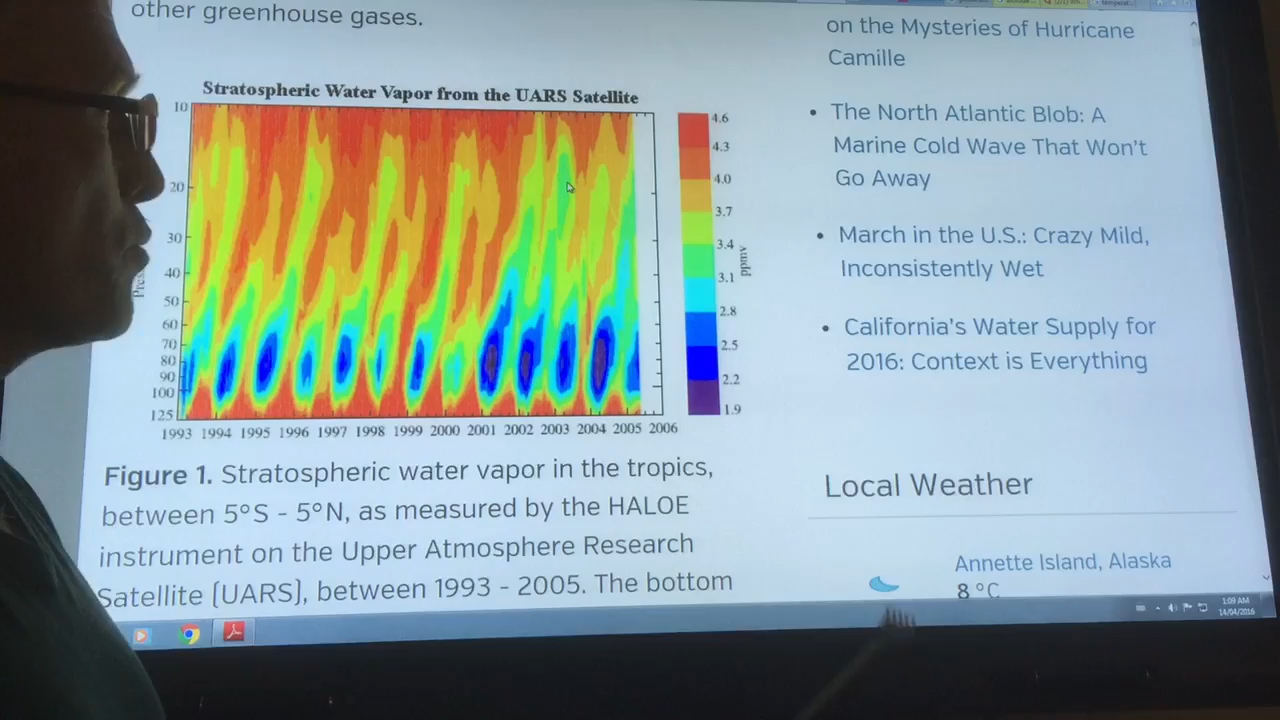 other greenhouse gases.
Stratospheric Water Vapor from the UARS Satellite
10
20
30
40
50
60
70
80
90
100
125
1993 1994 1995 1996 1997 1998 1999 2000 2001 2002 2003 2004 2005 2006
4.6
4.3
4.0
3.7
3.4
3.1
2.8
2.5
2.2
1.9
ppmv
Figure 1. Stratospheric water vapor in the tropics,
between 5°S - 5°N, as measured by the HALOE
instrument on the Upper Atmosphere Research
Satellite (UARS), between 1993 - 2005. The bottom
on the Mysteries of Hurricane
Camille
• The North Atlantic Blob: A
Marine Cold Wave That Won't
Go Away
• March in the U.S.: Crazy Mild,
Inconsistently Wet
• California's Water Supply for
2016: Context is Everything
Local Weather
Annette Island, Alaska
8 °C
1:09 AM
14/04/2016